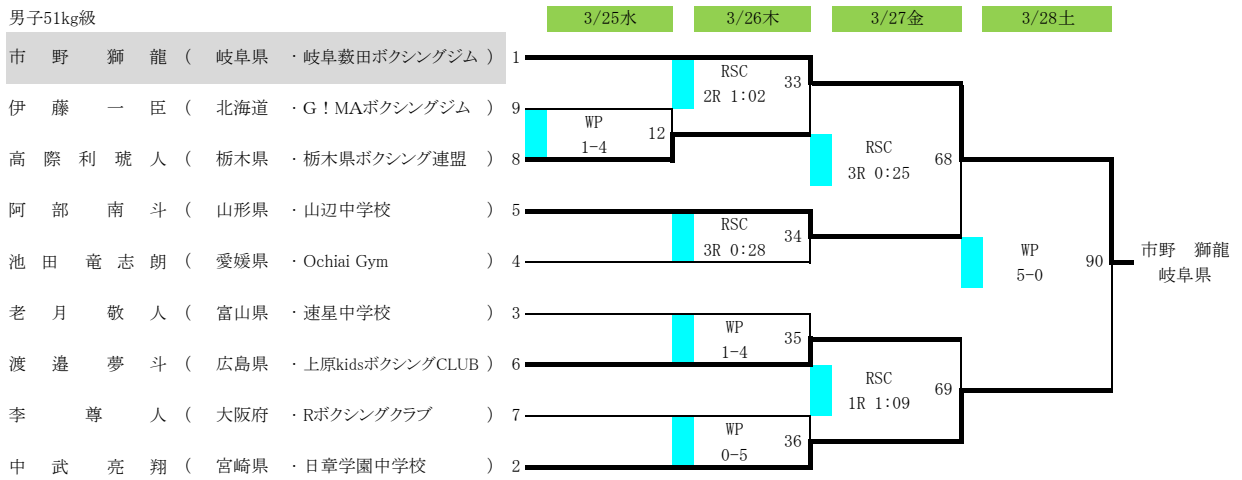 男子51kg級 3/25水 3/26木 3/27金 3/28土
市野獅龍 ( 岐阜県 ・岐阜薮田ボクシングジム ) 1
RSC 2R 1:02 33
伊藤一臣 ( 北海道 ・G！MAボクシングジム ) 9
WP 1-4 12
高際利琥人 ( 栃木県 ・栃木県ボクシング連盟 ) 8
RSC 3R 0:25 68
阿部南斗 ( 山形県 ・山辺中学校 ) 5
RSC 3R 0:28 34
池田竜志朗 ( 愛媛県 ・Ochiai Gym ) 4
WP 5-0 90
市野 獅龍
岐阜県
老月敬人 ( 富山県 ・速星中学校 ) 3
WP 1-4 35
渡邉夢斗 ( 広島県 ・上原kidsボクシングCLUB ) 6
RSC 1R 1:09 69
李尊人 ( 大阪府 ・Rボクシングクラブ ) 7
WP 0-5 36
中武亮翔 ( 宮崎県 ・日章学園中学校 ) 2